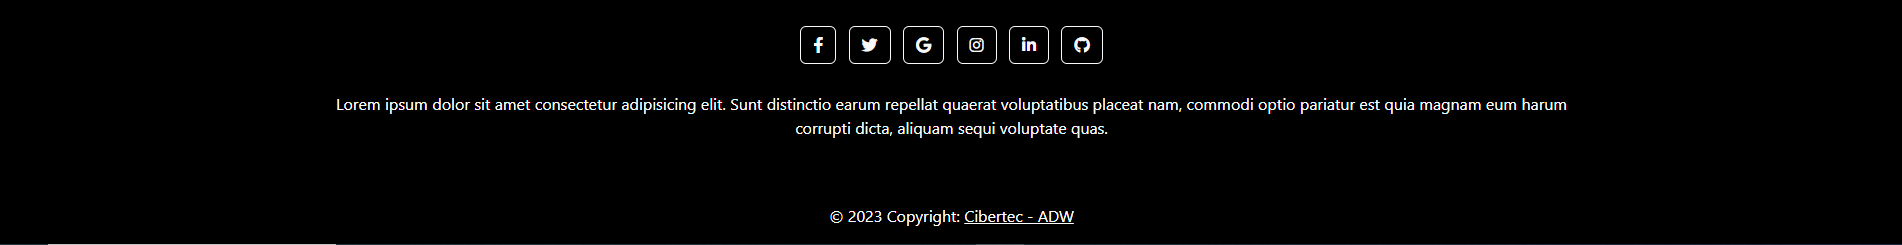 Lorem ipsum dolor sit amet consectetur adipisicing elit. Sunt distinctio earum repellat quaerat voluptatibus placeat nam, commodi optio pariatur est quia magnam eum harum
corrupti dicta, aliquam sequi voluptate quas.
© 2023 Copyright: Cibertec - ADW